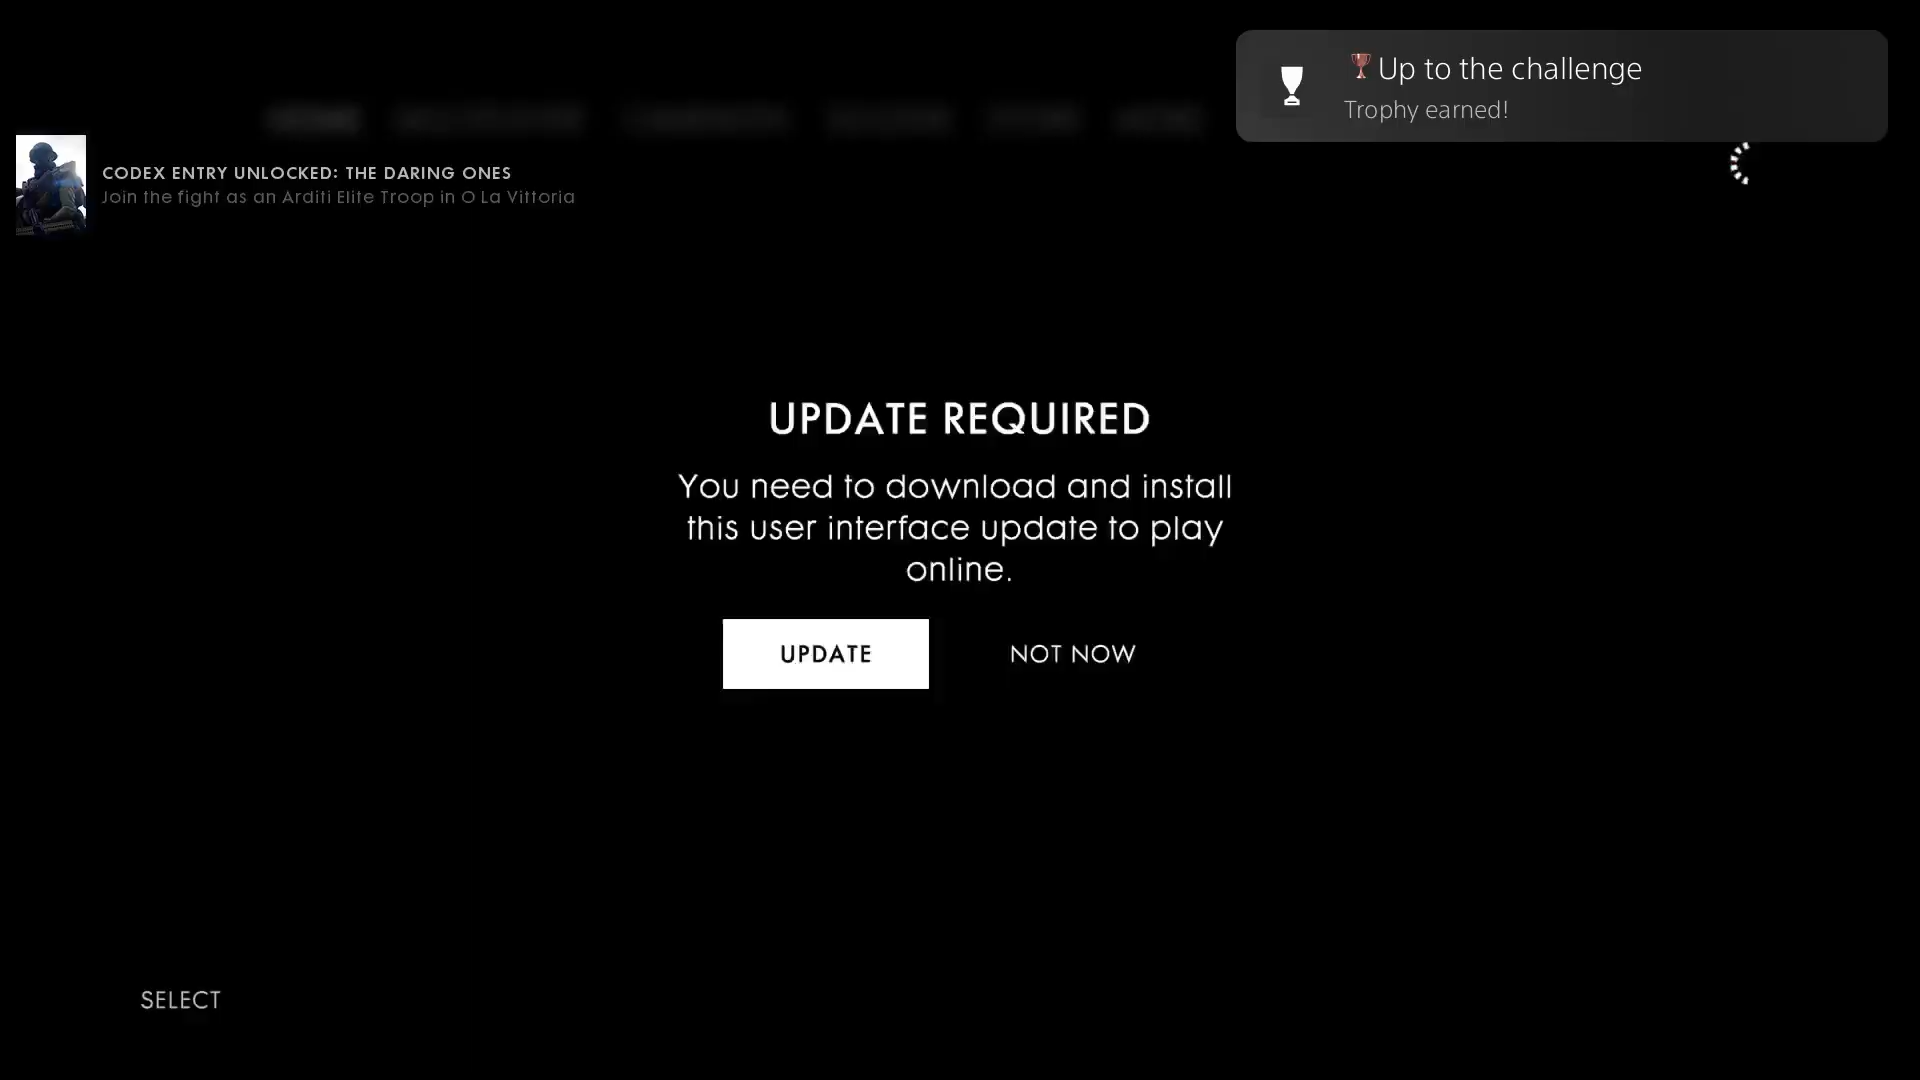 Up to the challenge
Trophy earned!
CODEX ENTRY UNLOCKED: THE DARING ONES
Join the fight as an Arditi Elite Troop in O La Vittoria
UPDATE REQUIRED
You need to download and install
this user interface update to play
online.
UPDATE
NOT NOW
SELECT